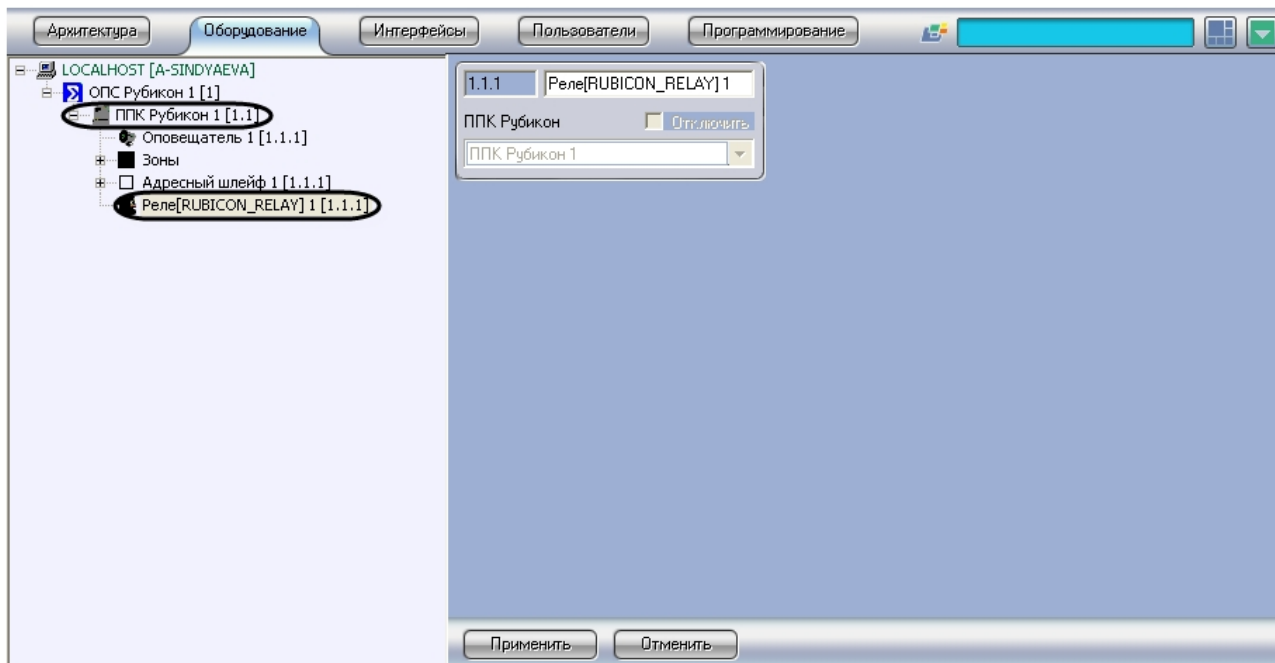 Архитектура Оборудование Интерфейсы Пользователи Программирование
LOCALHOST [A-SINDYAEVA]
ОПС Рубикон 1 [1]
ППК Рубикон 1 [1.1]
Оповещатель 1 [1.1.1]
Зоны
Адресный шлейф 1 [1.1.1]
Реле[RUBICON_RELAY] 1 [1.1.1]
1.1.1 Реле[RUBICON_RELAY] 1
ППК Рубикон Отключить
ППК Рубикон 1
Применить Отменить